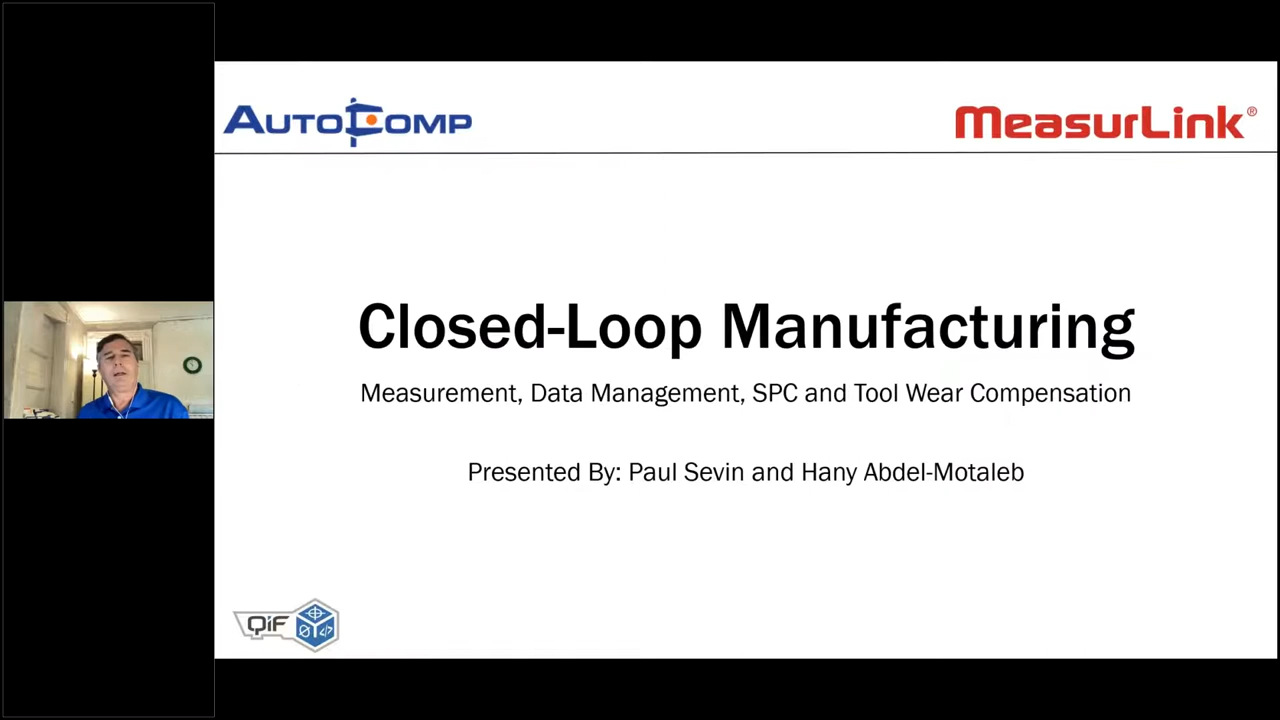 AUTOCOMP
MeasurLink®
Closed-Loop Manufacturing
Measurement, Data Management, SPC and Tool Wear Compensation
Presented By: Paul Sevin and Hany Abdel-Motaleb
QiF